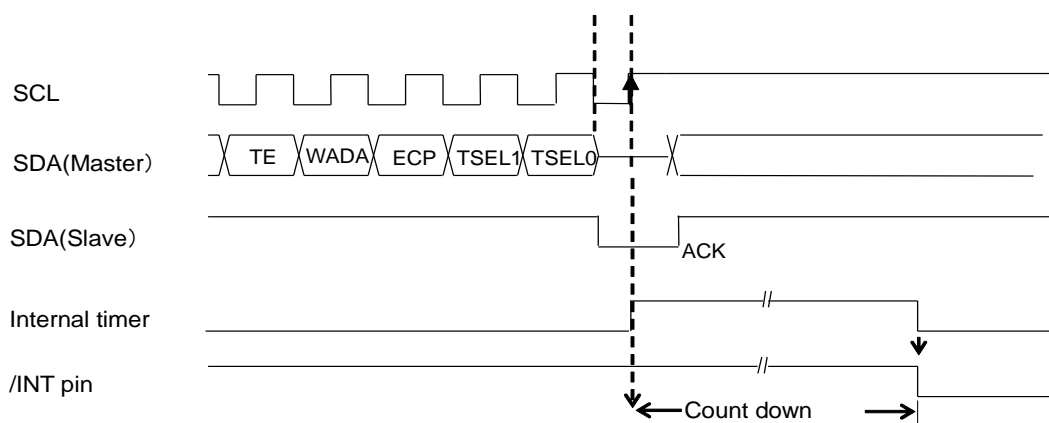 SCL
SDA(Master）
TE WADA ECP TSEL1 TSEL0
SDA(Slave）
ACK
Internal timer
/INT pin
Count down